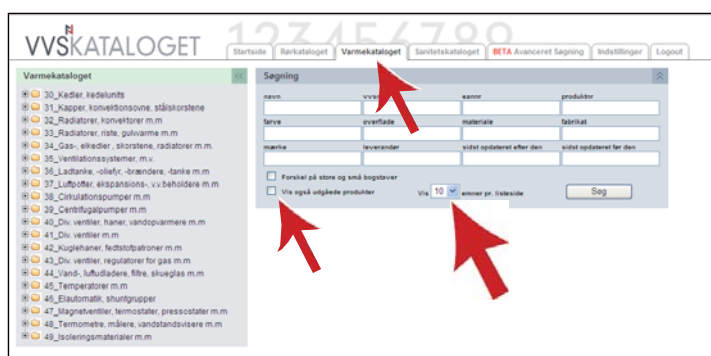 1234567890
VVSKATALOGET
Startside Rørkataloget Varmekataloget Sanitetskataloget BETA Avanceret Søgning Indstillinger Logout
Varmekataloget
30_Kedler, kedelunits
31_Kapper, konvektionsovne, stålskorstene
32_Radiatorer, konvektorer m.m
33_Radiatorer, riste, gulvvarme m.m
34_Gas-, elkedler , skorstene, radiatorer m.m.
35_Ventilationssystemer, m.v.
36_Ladtanke, -oliefyr, -brændere, -tanke m.m
37_Luftpotter, ekspansions-, v.v.beholdere m.m
38_Cirkulationspumper m.m
39_Centrifugalpumper m.m
40_Div. ventiler, haner, vandopvarmere m.m
41_Div. ventiler m.m
42_Kuglehaner, fedtstofpatroner m.m
43_Div. ventiler, regulatorer for gas m.m
44_Vand-, luftudladere, filtre, skueglas m.m
45_Temperatorer m.m
46_Elautomatik, shuntgrupper
47_Magnetventiler, termostater, pressostater m.m
48_Termometre, målere, vandstandsvisere m.m
49_Isoleringsmaterialer m.m
Søgning
navn eannr produktnr
farve overflade materiale fabrikat
mærke leverandør sidst opdateret efter den sidst opdateret før den
Forskel på store og små bogstaver
Vis også udgåede produkter Vis 10 emner pr. listeside Søg